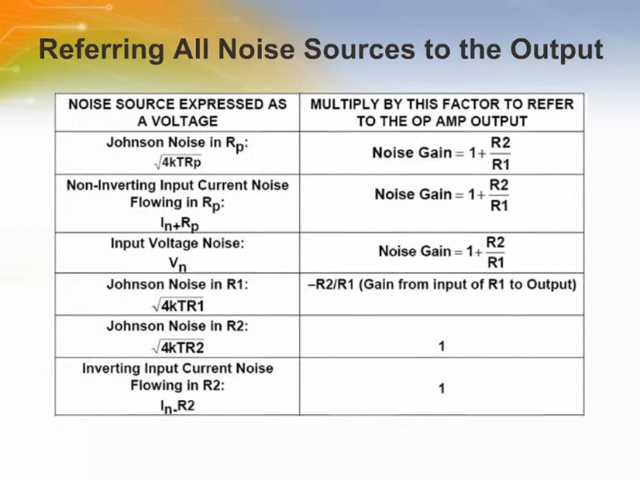 Referring All Noise Sources to the Output
NOISE SOURCE EXPRESSED AS
A VOLTAGE
MULTIPLY BY THIS FACTOR TO REFER
TO THE OP AMP OUTPUT
Johnson Noise in Rp:
√4kTRp
Noise Gain = 1+ R2/R1
Non-Inverting Input Current Noise
Flowing in Rp:
In+Rp
Noise Gain = 1+ R2/R1
Input Voltage Noise:
Vn
Noise Gain = 1+ R2/R1
Johnson Noise in R1:
√4kTR1
–R2/R1 (Gain from input of R1 to Output)
Johnson Noise in R2:
√4kTR2
1
Inverting Input Current Noise
Flowing in R2:
In-R2
1